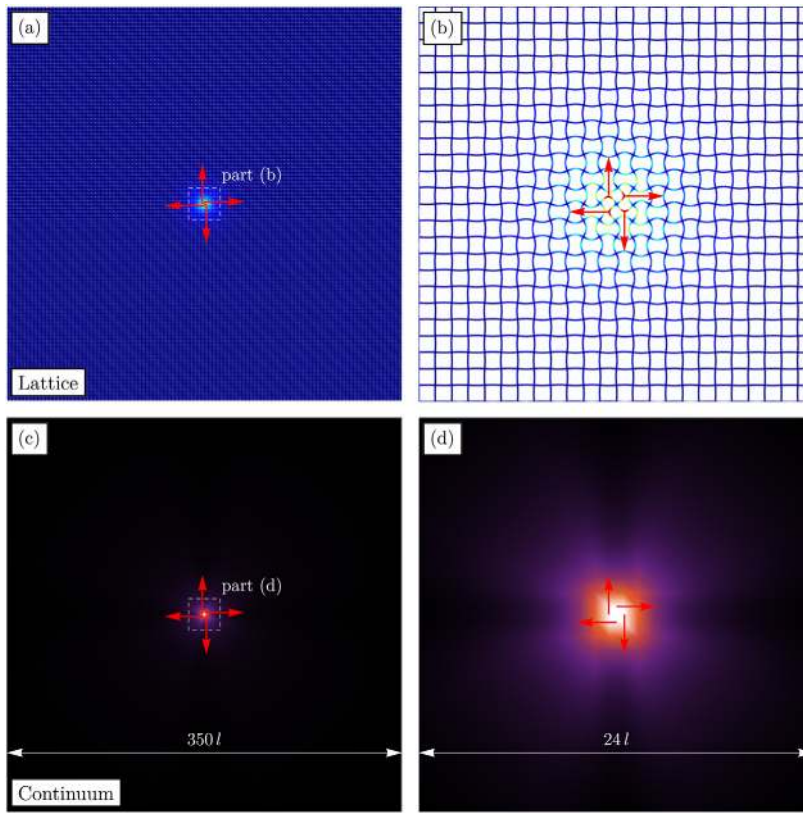 (a)
(b)
part (b)
Lattice
(c)
(d)
part (d)
350 l
24 l
Continuum